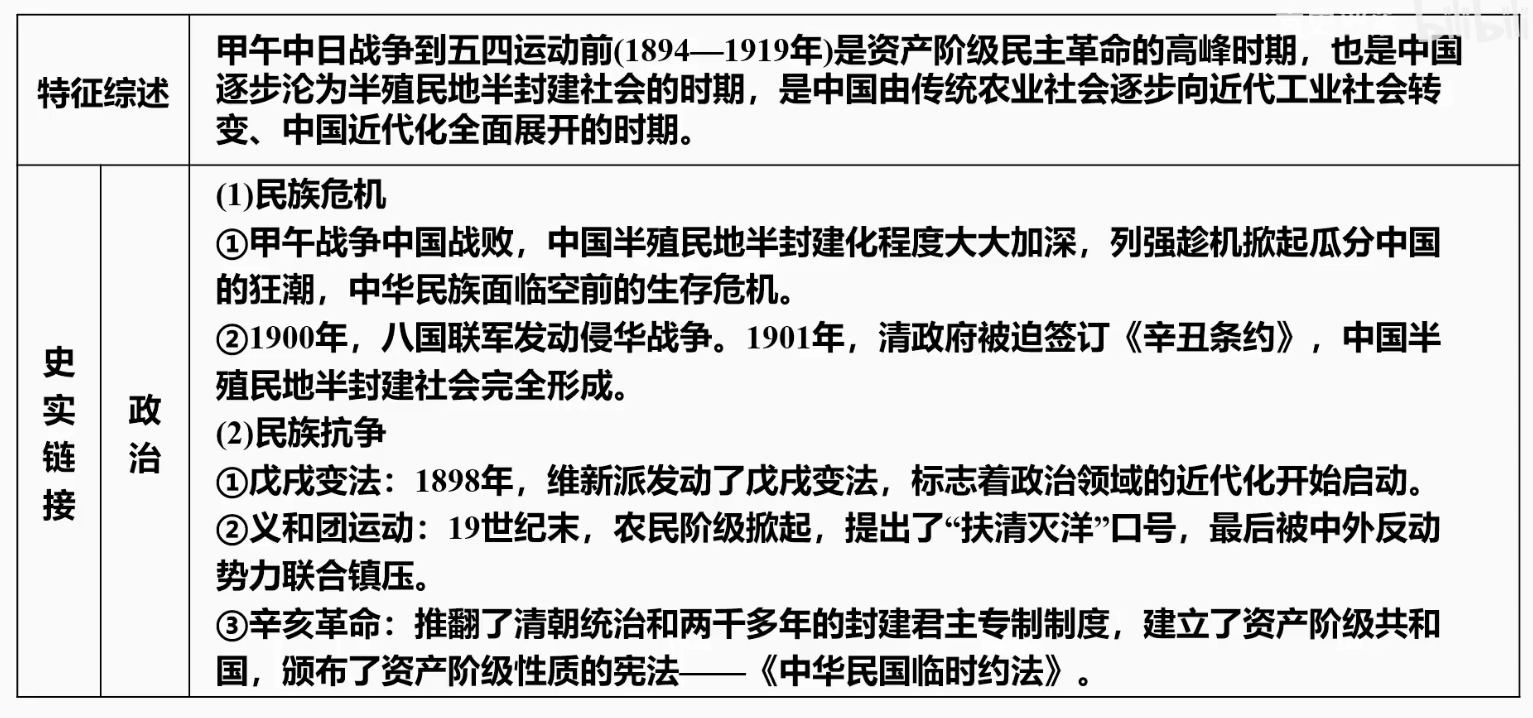 bilibili
特征综述
甲午中日战争到五四运动前(1894—1919年)是资产阶级民主革命的高峰时期，也是中国
逐步沦为半殖民地半封建社会的时期，是中国由传统农业社会逐步向近代工业社会转
变、中国近代化全面展开的时期。
史
实
链
接
政
治
(1)民族危机
①甲午战争中国战败，中国半殖民地半封建化程度大大加深，列强趁机掀起瓜分中国
的狂潮，中华民族面临空前的生存危机。
②1900年，八国联军发动侵华战争。1901年，清政府被迫签订《辛丑条约》，中国半
殖民地半封建社会完全形成。
(2)民族抗争
①戊戌变法：1898年，维新派发动了戊戌变法，标志着政治领域的近代化开始启动。
②义和团运动：19世纪末，农民阶级掀起，提出了“扶清灭洋”口号，最后被中外反动
势力联合镇压。
③辛亥革命：推翻了清朝统治和两千多年的封建君主专制制度，建立了资产阶级共和
国，颁布了资产阶级性质的宪法——《中华民国临时约法》。